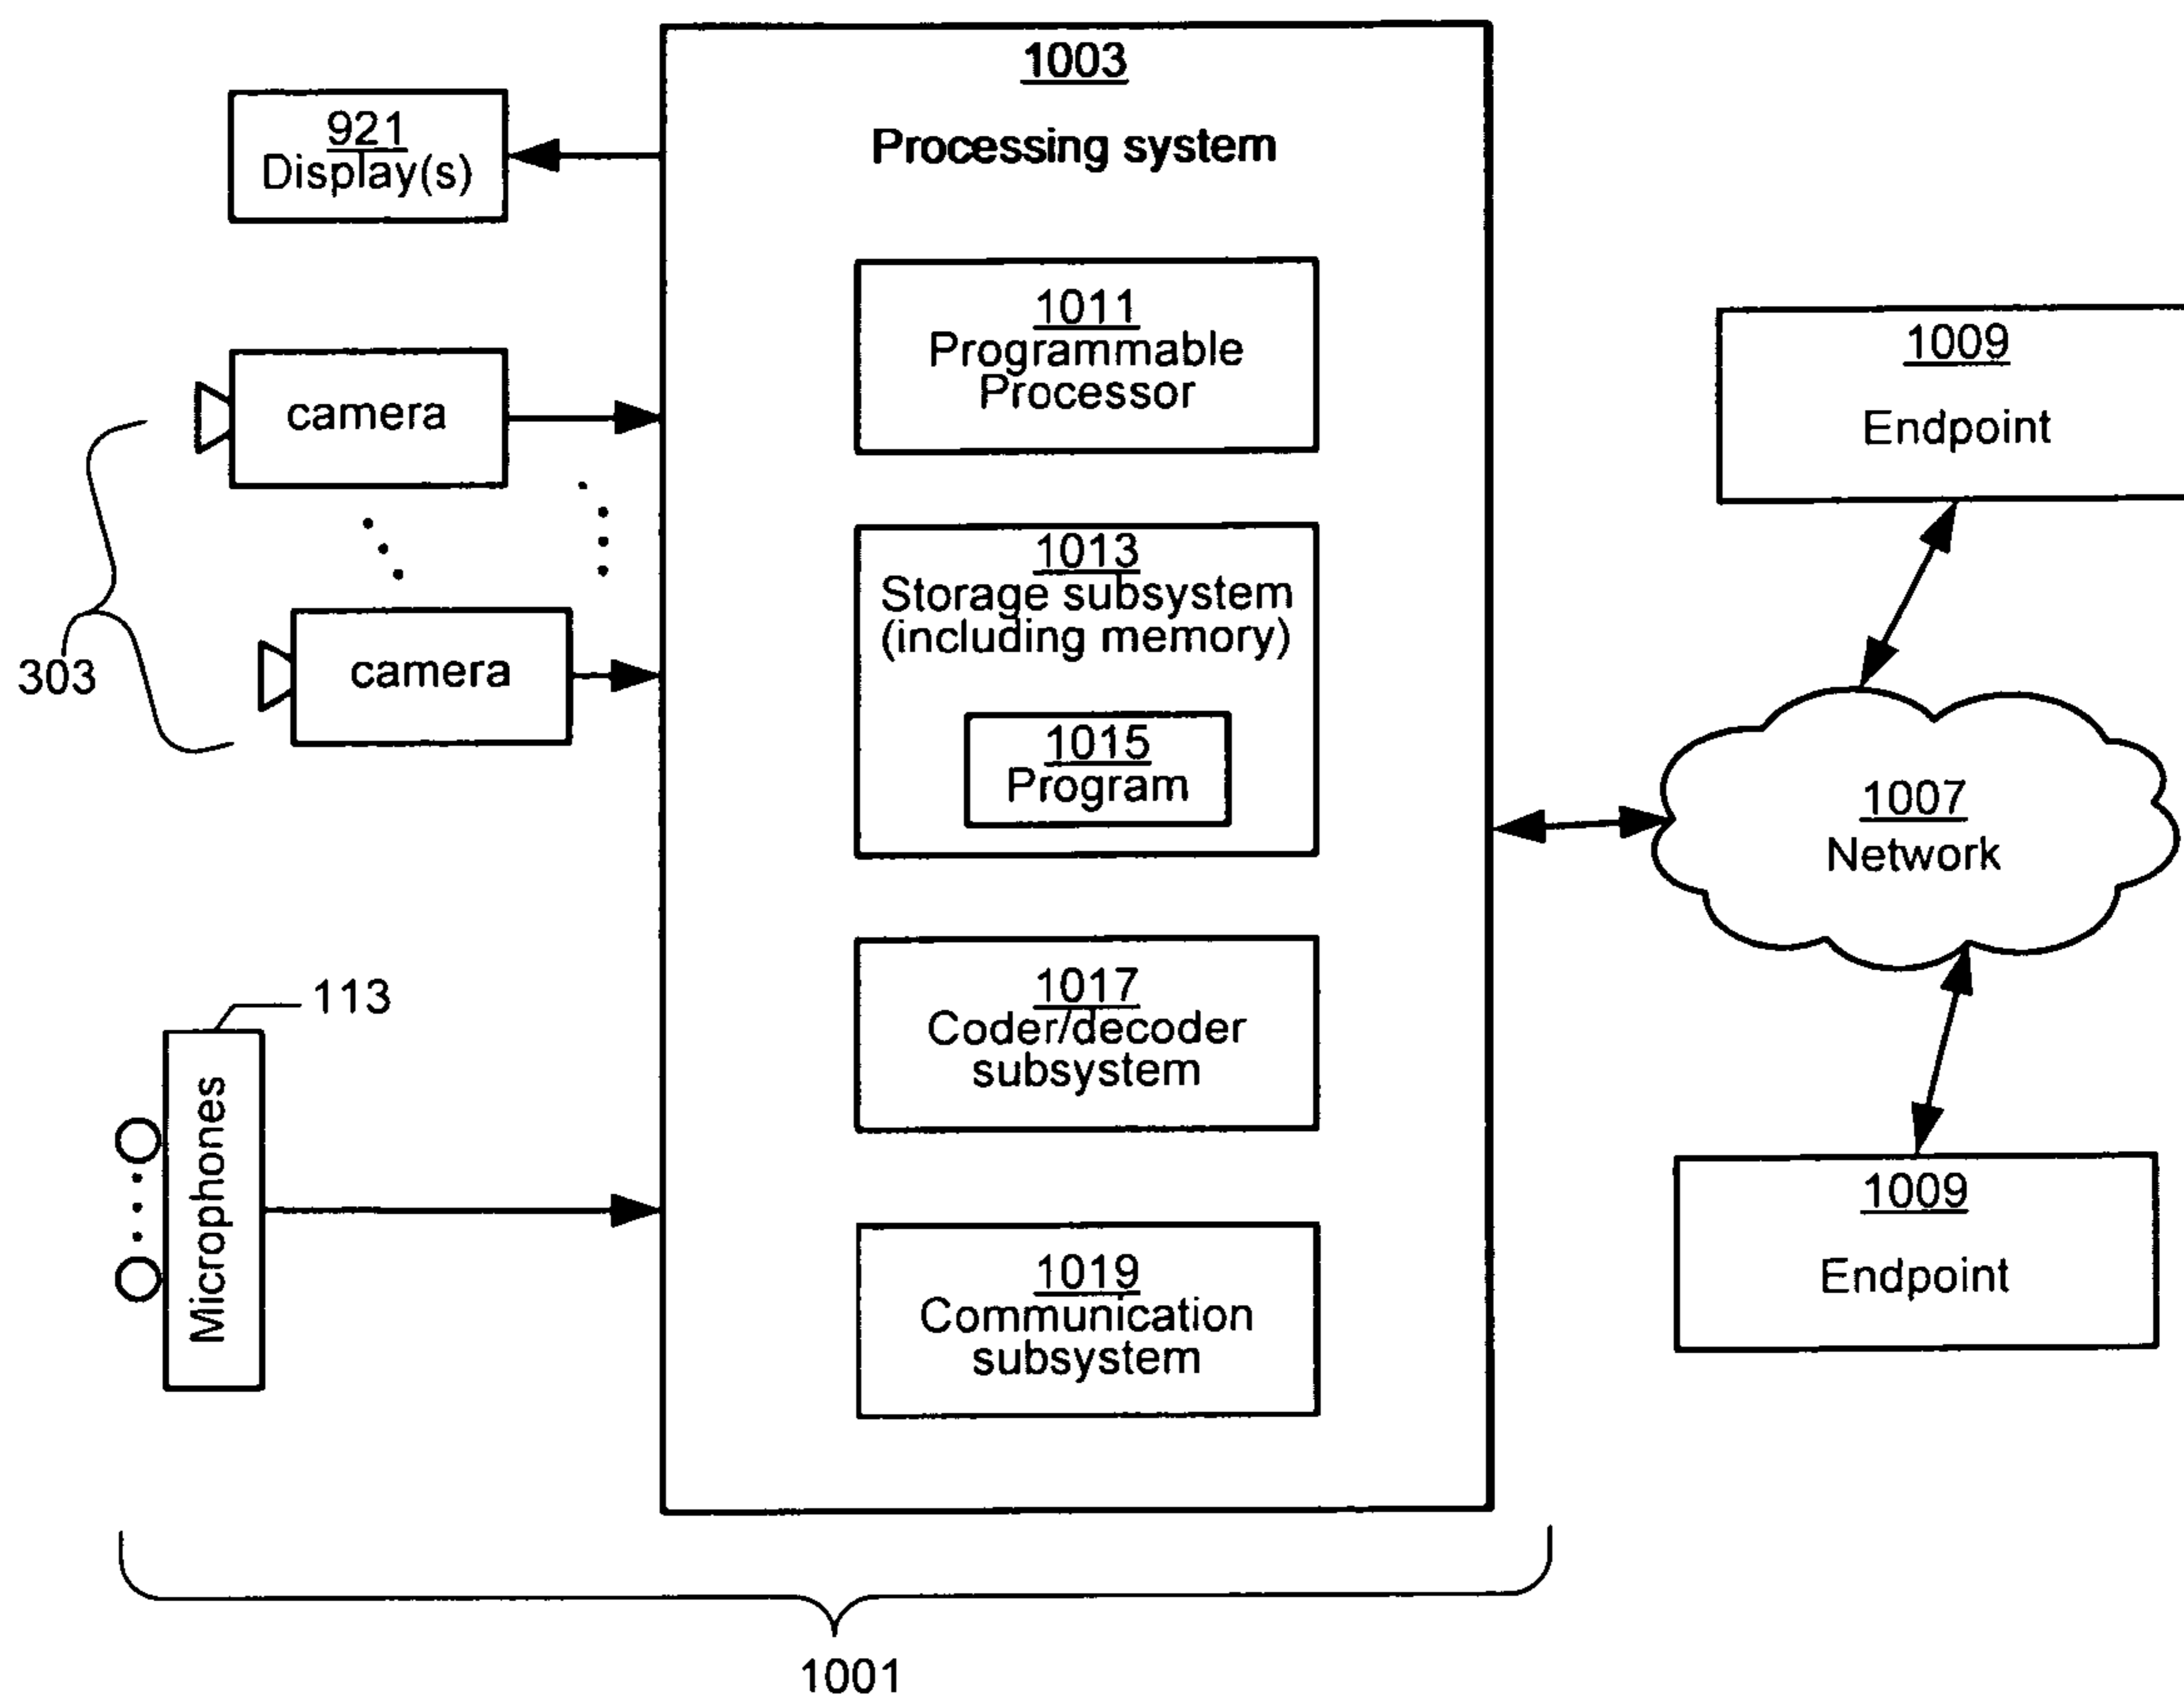 1003
Processing system
921
Display(s)
camera
camera
303
113
Microphones
1011
Programmable
Processor
1013
Storage subsystem
(including memory)
1015
Program
1017
Coder/decoder
subsystem
1019
Communication
subsystem
1009
Endpoint
1007
Network
1009
Endpoint
1001